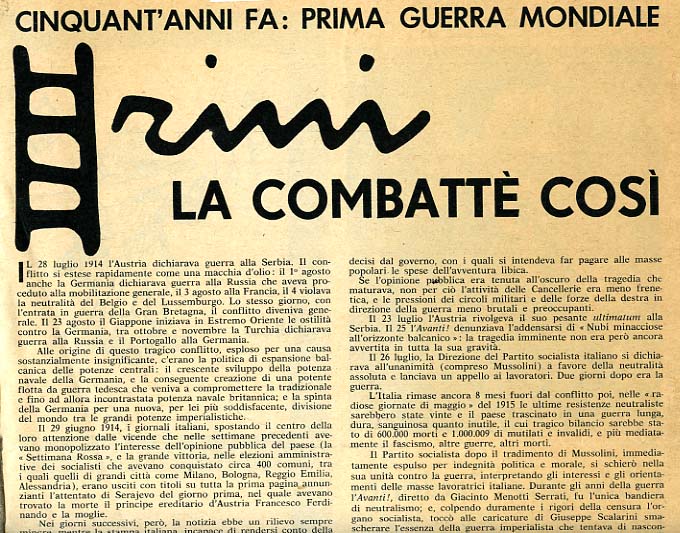 CINQUANT'ANNI FA: PRIMA GUERRA MONDIALE
rini
LA COMBATTÈ COSÌ
IL 28 luglio 1914 l'Austria dichiarava guerra alla Serbia. Il con-
flitto si estese rapidamente come una macchia d'olio: il 1° agosto
anche la Germania dichiarava guerra alla Russia che aveva pro-
ceduto alla mobilitazione generale, il 3 agosto alla Francia, il 4 violava
la neutralità del Belgio e del Lussemburgo. Lo stesso giorno, con
l'entrata in guerra della Gran Bretagna, il conflitto diveniva gene-
rale. Il 23 agosto il Giappone iniziava in Estremo Oriente le ostilità
contro la Germania, tra ottobre e novembre la Turchia dichiarava
guerra alla Russia e il Portogallo alla Germania.
Alle origine di questo tragico conflitto, esploso per una causa
sostanzialmente insignificante, c'erano la politica di espansione bal-
canica delle potenze centrali: il crescente sviluppo della potenza
navale della Germania, e la conseguente creazione di una potente
flotta da guerra tedesca che veniva a compromettere la tradizionale
e fino ad allora incontrastata potenza navale britannica; e la spinta
della Germania per una nuova, per lei più soddisfacente, divisione
del mondo tra le grandi potenze imperialistiche.
Il 29 giugno 1914, i giornali italiani, spostando il centro della
loro attenzione dalle vicende che nelle settimane precedenti ave-
vano monopolizzato l'interesse dell'opinione pubblica del paese (la
« Settimana Rossa », e la grande vittoria, nelle elezioni amministra-
tive dei socialisti che avevano conquistato circa 400 comuni, tra
i quali quelli di grandi città come Milano, Bologna, Reggio Emilia,
Alessandria), erano usciti con titoli su tutta la prima pagina annun-
zianti l'attentato di Serajevo del giorno prima, nel quale avevano
trovato la morte il principe ereditario d'Austria Francesco Ferdi-
nando e la moglie.
Nei giorni successivi, però, la notizia ebbe un rilievo sempre
minore, mentre la stampa italiana, incapace di rendersi conto della
decisi dal governo, con i quali si intendeva far pagare alle masse
popolari le spese dell'avventura libica.
Se l'opinione pubblica era tenuta all'oscuro della tragedia che
maturava, non per ciò l'attività delle Cancellerie era meno frene-
tica, e le pressioni dei circoli militari e delle forze della destra in
direzione della guerra meno brutali e preoccupanti.
Il 23 luglio l'Austria rivolgeva il suo pesante ultimatum alla
Serbia. Il 25 l'Avanti! denunziava l'addensarsi di « Nubi minacciose
all'orizzonte balcanico »: la tragedia imminente non era però ancora
avvertita in tutta la sua gravità.
Il 26 luglio, la Direzione del Partito socialista italiano si dichia-
rava all'unanimità (compreso Mussolini) a favore della neutralità
assoluta e lanciava un appello ai lavoratori. Due giorni dopo era la
guerra.
L'Italia rimase ancora 8 mesi fuori dal conflitto poi, nelle « ra-
diose giornate di maggio » del 1915 le ultime resistenze neutraliste
sarebbero state vinte e il paese trascinato in una guerra lunga,
dura, sanguinosa quanto inutile, il cui tragico bilancio sarebbe sta-
to di 600.000 morti e 1.000.009 di mutilati e invalidi, e più mediata-
mente il fascismo, altre guerre, altri morti.
Il Partito socialista dopo il tradimento di Mussolini, immedia-
tamente espulso per indegnità politica e morale, si schierò nella
sua unità contro la guerra, interpretando gli interessi e gli orienta-
menti delle masse lavoratrici italiane. Durante gli anni della guerra
l'Avanti!, diretto da Giacinto Menotti Serrati, fu l'unica bandiera
di neutralismo; e, colpendo duramente i rigori della censura l'or-
gano socialista, toccò alle caricature di Giuseppe Scalarini sma-
scherare l'essenza della guerra imperialista che tentava di nascon-